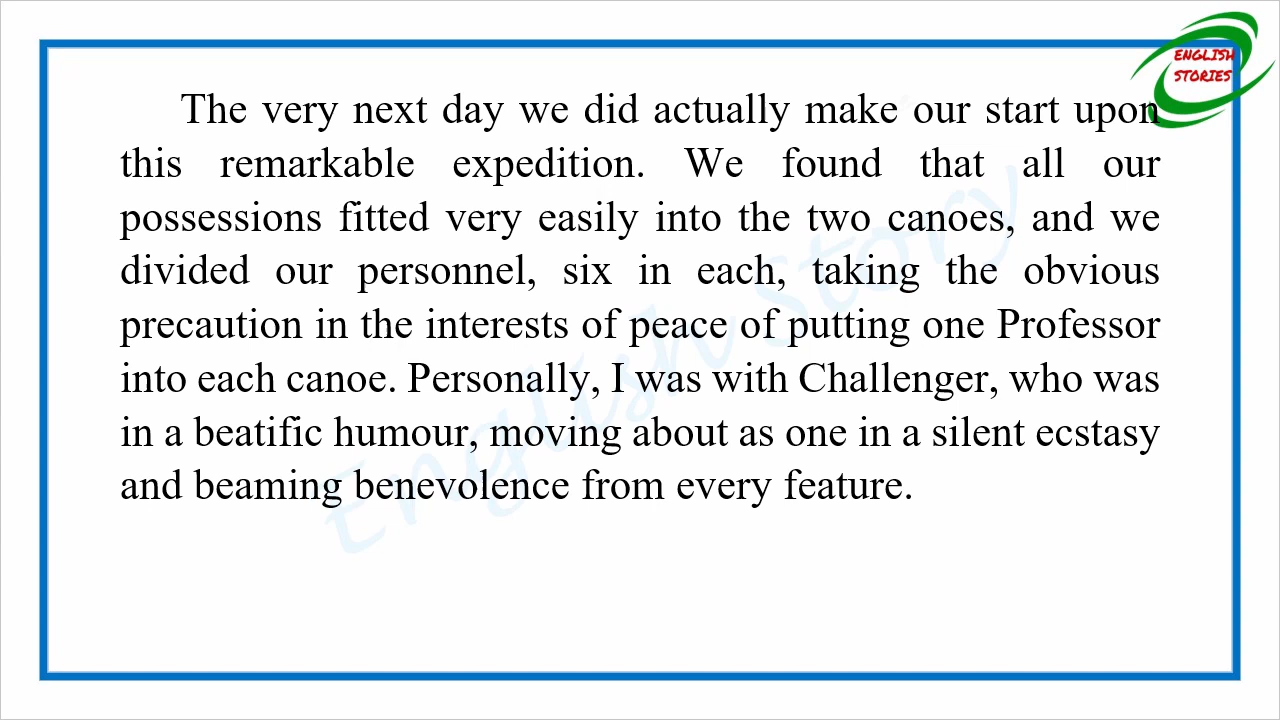 ENGLISH
STORIES
The very next day we did actually make our start upon
this remarkable expedition. We found that all our
possessions fitted very easily into the two canoes, and we
divided our personnel, six in each, taking the obvious
precaution in the interests of peace of putting one Professor
into each canoe. Personally, I was with Challenger, who was
in a beatific humour, moving about as one in a silent ecstasy
and beaming benevolence from every feature.
English Story